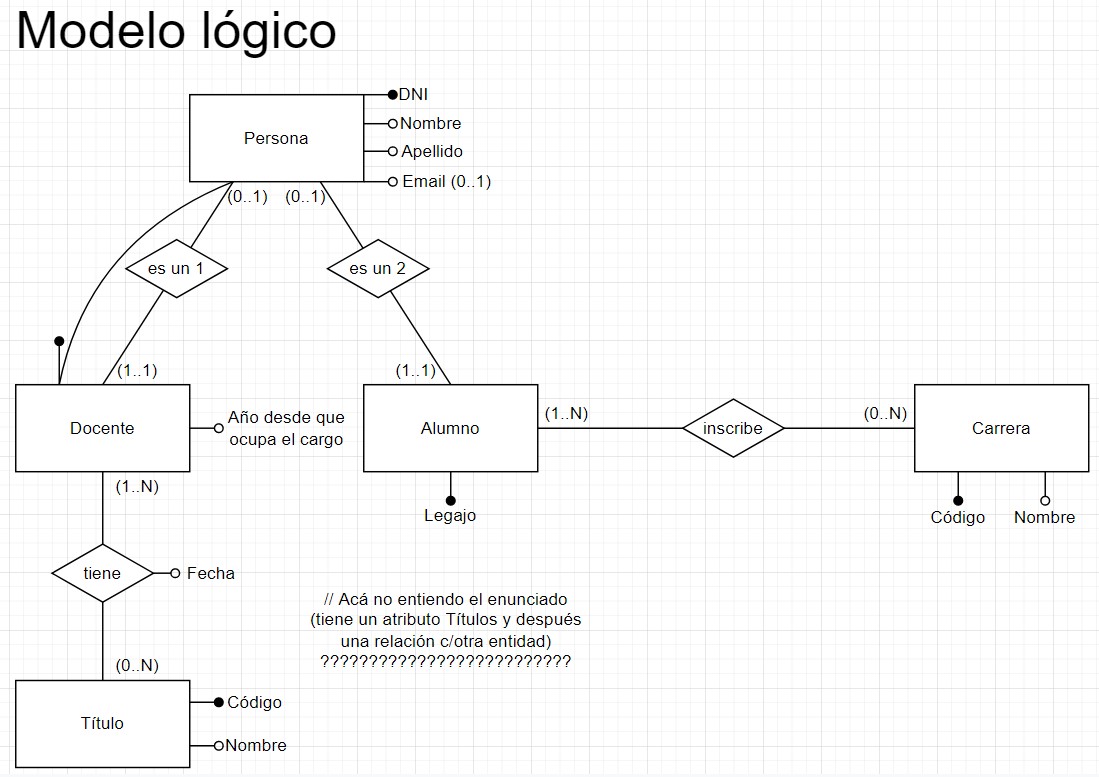 Modelo lógico
DNI
Nombre
Persona
Apellido
Email (0..1)
(0..1)
(0..1)
es un 1
es un 2
(1..1)
(1..1)
Docente
Año desde que
ocupa el cargo
Alumno
(1..N)
inscribe
(0..N)
Carrera
(1..N)
Legajo
Código
Nombre
tiene
Fecha
// Acá no entiendo el enunciado
(tiene un atributo Títulos y después
una relación c/otra entidad)
??????????????????????????
(0..N)
Título
Código
Nombre